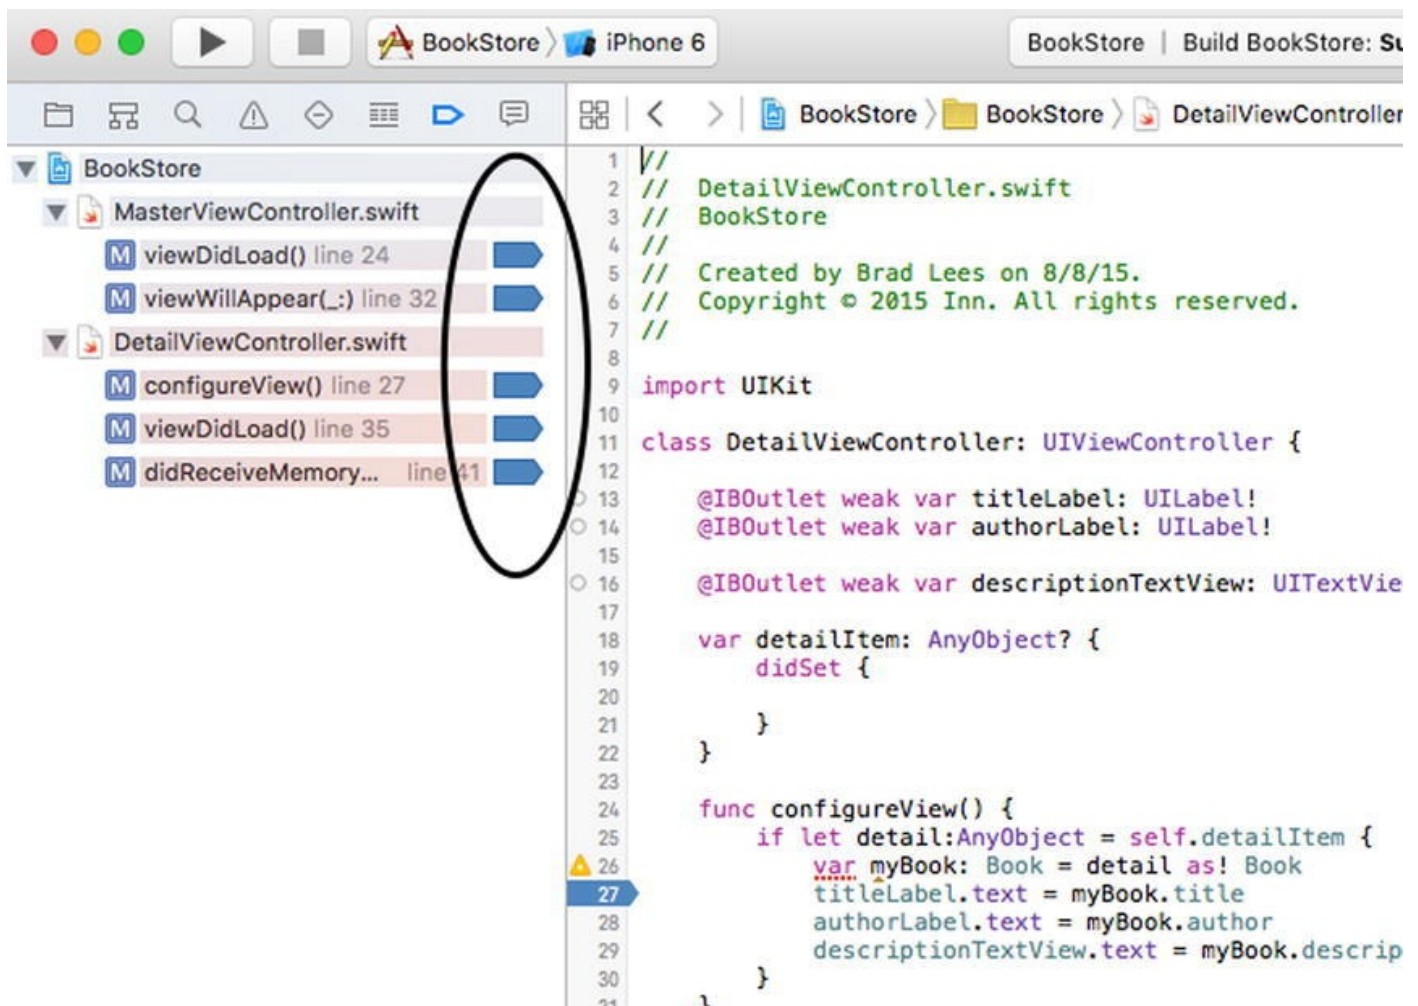 BookStore iPhone 6 BookStore | Build BookStore: Su
BookStore BookStore DetailViewController
BookStore
MasterViewController.swift
M viewDidLoad() line 24
M viewWillAppear(_:) line 32
DetailViewController.swift
M configureView() line 27
M viewDidLoad() line 35
M didReceiveMemory... line 41
1 //
2 // DetailViewController.swift
3 // BookStore
4 //
5 // Created by Brad Lees on 8/8/15.
6 // Copyright © 2015 Inn. All rights reserved.
7 //
8
9 import UIKit
10
11 class DetailViewController: UIViewController {
12
13 @IBOutlet weak var titleLabel: UILabel!
14 @IBOutlet weak var authorLabel: UILabel!
15
16 @IBOutlet weak var descriptionTextView: UITextVie
17
18 var detailItem: AnyObject? {
19 didSet {
20
21 }
22 }
23
24 func configureView() {
25 if let detail:AnyObject = self.detailItem {
26 var myBook: Book = detail as! Book
27 titleLabel.text = myBook.title
28 authorLabel.text = myBook.author
29 descriptionTextView.text = myBook.descrip
30 }
31 }